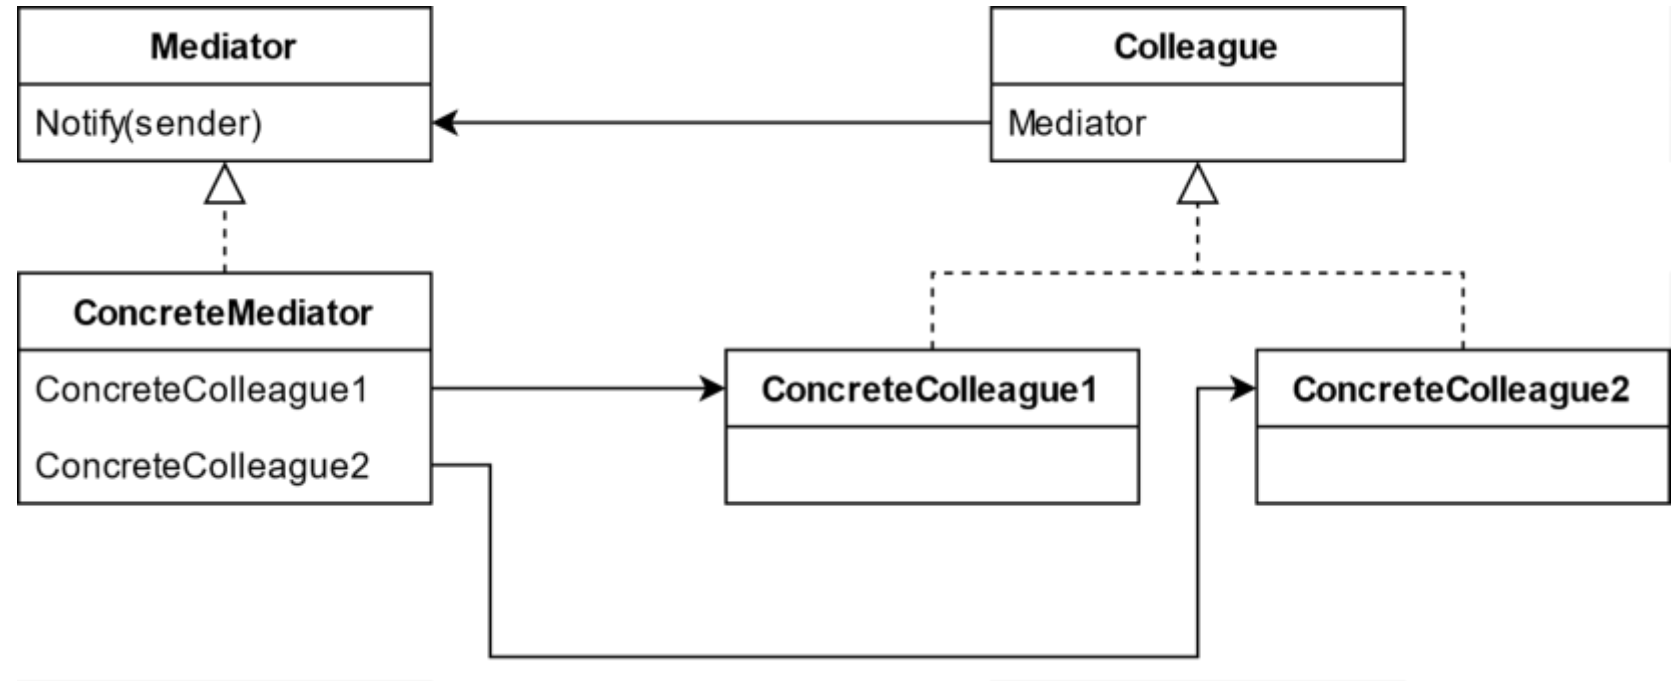 Mediator
Notify(sender)
Colleague
Mediator
ConcreteMediator
ConcreteColleague1
ConcreteColleague2
ConcreteColleague1
ConcreteColleague2